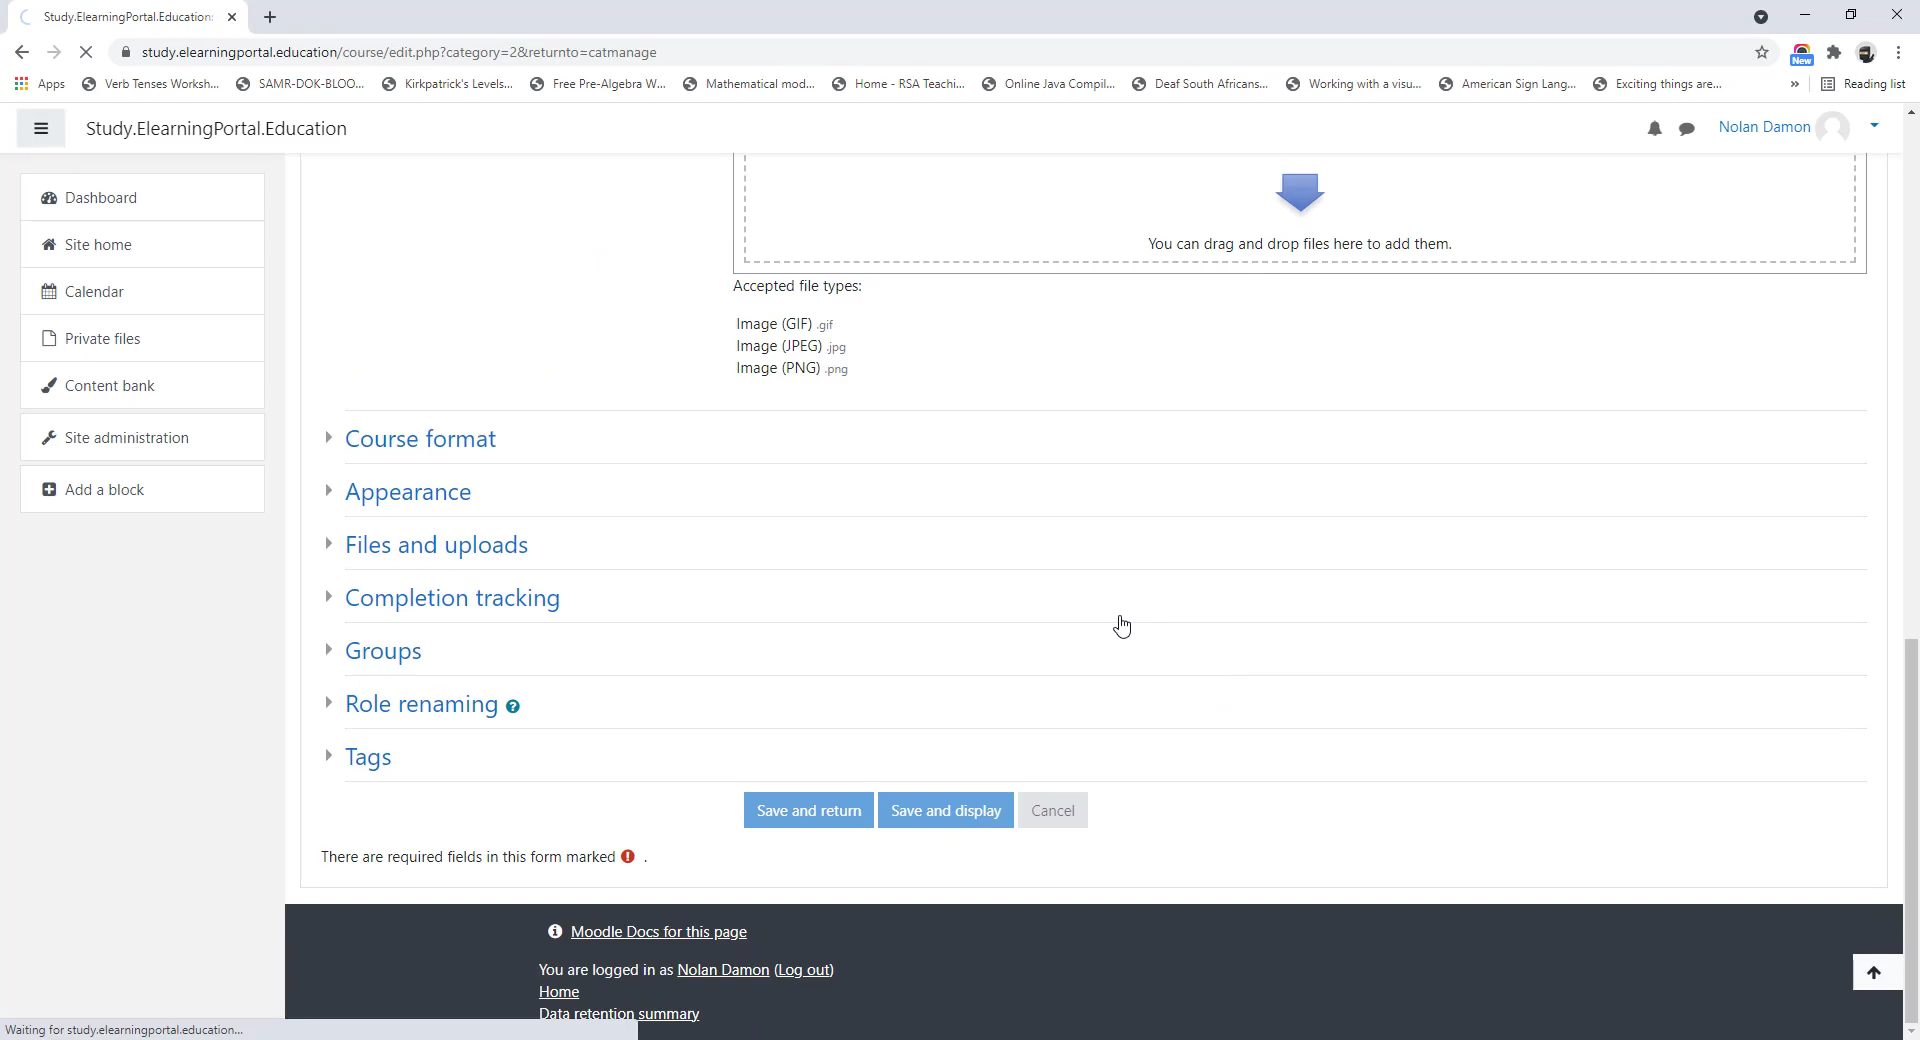 Study.ElearningPortal.Education:
study.elearningportal.education/course/edit.php?category=2&returnto=catmanage
New
Apps
Verb Tenses Worksh...
SAMR-DOK-BLOO...
Kirkpatrick's Levels...
Free Pre-Algebra W...
Mathematical mod...
Home - RSA Teachi...
Online Java Compil...
Deaf South Africans...
Working with a visu...
American Sign Lang...
Exciting things are...
»
Reading list
Study.ElearningPortal.Education
Nolan Damon
Dashboard
Site home
Calendar
Private files
Content bank
Site administration
Add a block
You can drag and drop files here to add them.
Accepted file types:
Image (GIF) .gif
Image (JPEG) .jpg
Image (PNG) .png
Course format
Appearance
Files and uploads
Completion tracking
Groups
Role renaming
Tags
Save and return
Save and display
Cancel
There are required fields in this form marked .
Moodle Docs for this page
You are logged in as Nolan Damon (Log out)
Home
Data retention summary
Waiting for study.elearningportal.education...